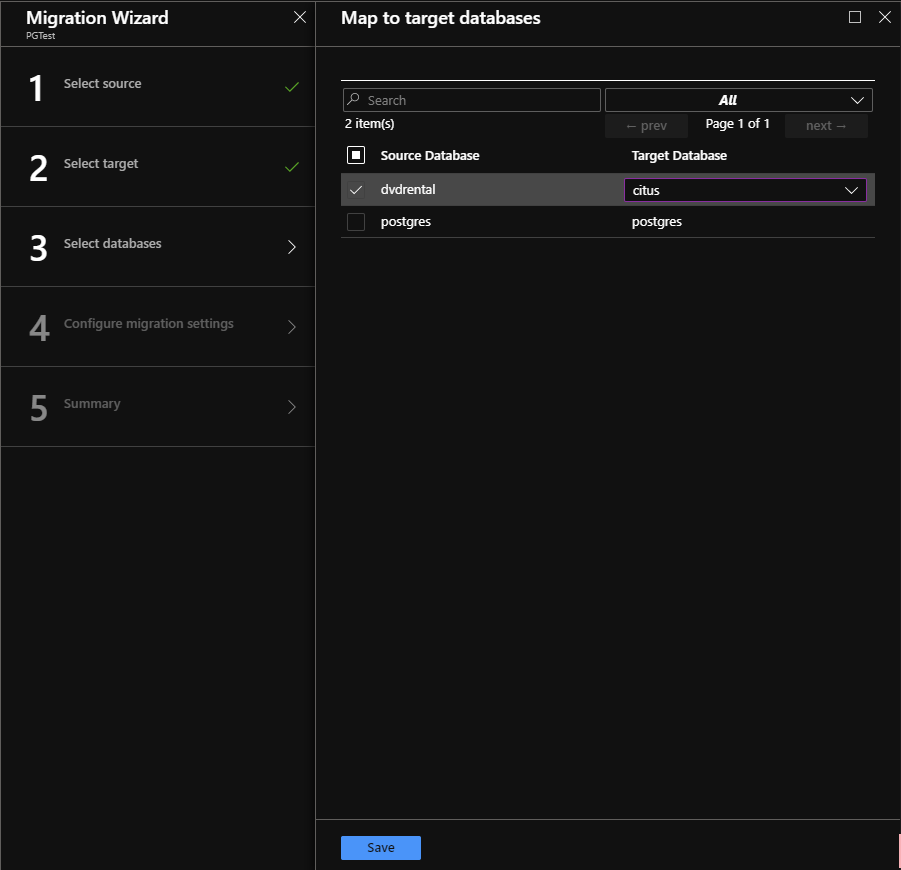 Migration Wizard
PGTest
1 Select source
2 Select target
3 Select databases
4 Configure migration settings
5 Summary
Map to target databases
Search
All
2 item(s)
← prev Page 1 of 1 next →
Source Database Target Database
dvdrental citus
postgres postgres
Save